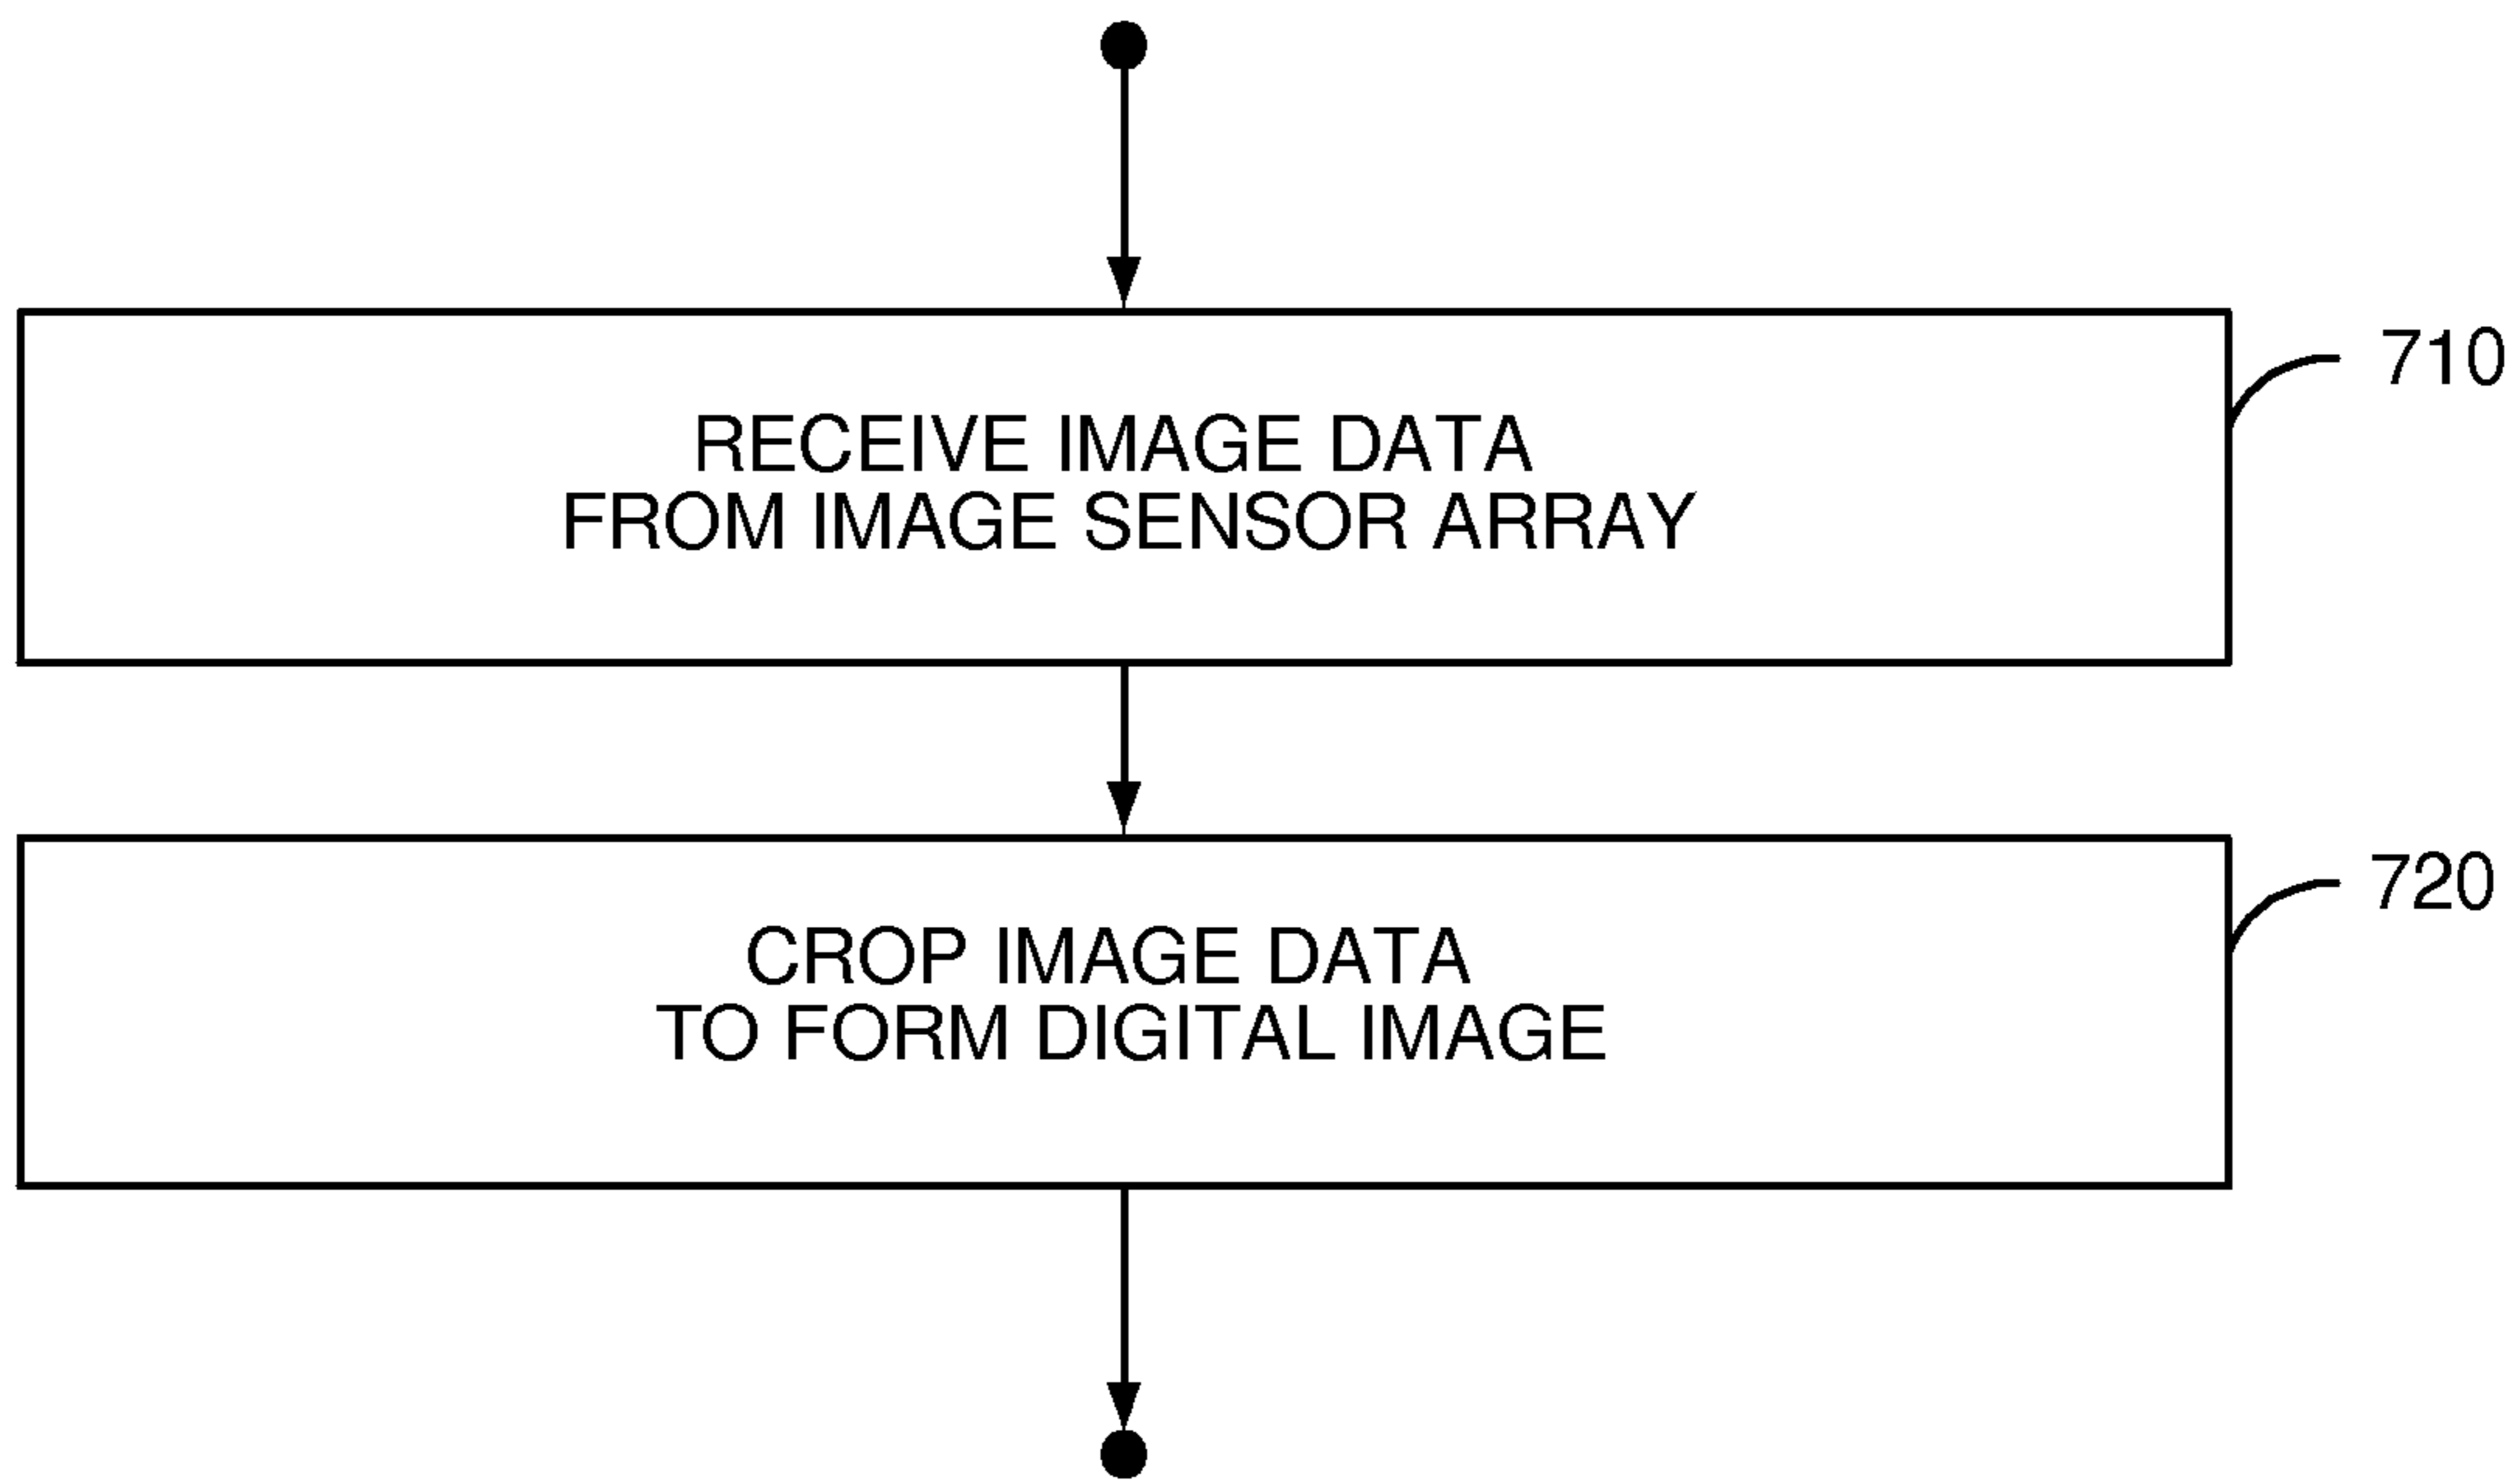 710
RECEIVE IMAGE DATA
FROM IMAGE SENSOR ARRAY
720
CROP IMAGE DATA
TO FORM DIGITAL IMAGE